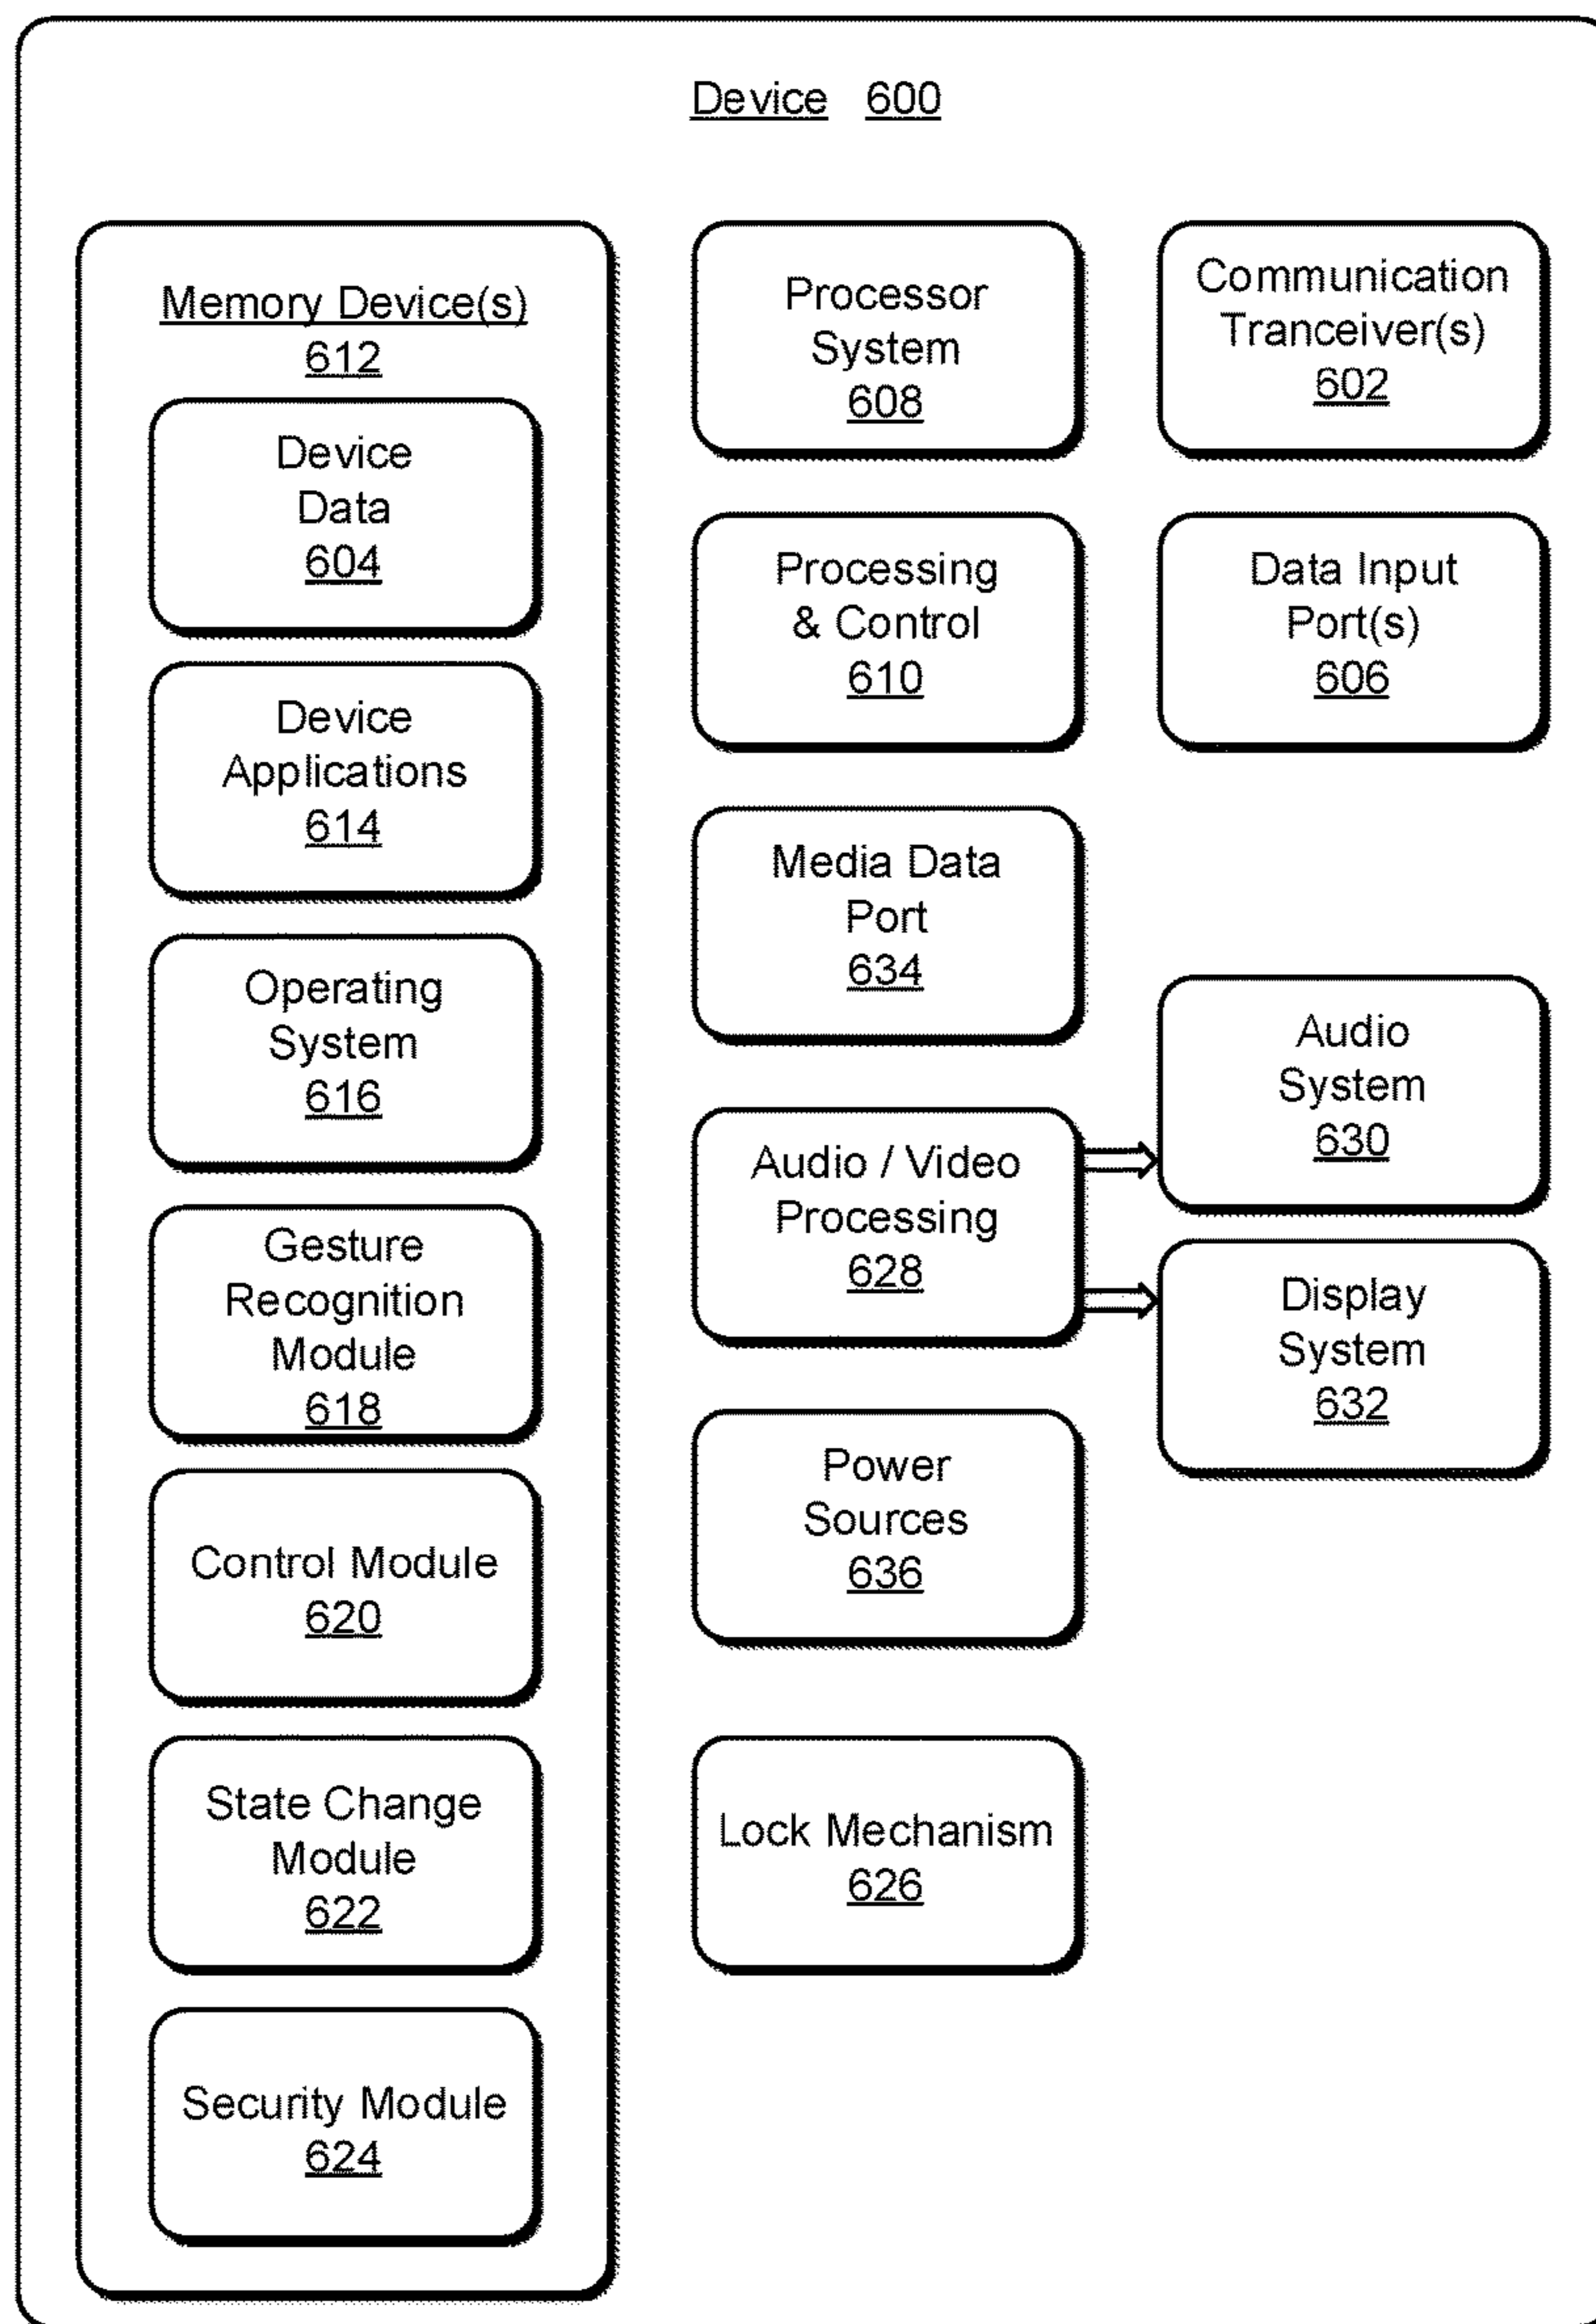 Device 600
Memory Device(s)
612
Device
Data
604
Device
Applications
614
Operating
System
616
Gesture
Recognition
Module
618
Control Module
620
State Change
Module
622
Security Module
624
Processor
System
608
Processing
& Control
610
Media Data
Port
634
Audio / Video
Processing
628
Power
Sources
636
Lock Mechanism
626
Communication
Tranceiver(s)
602
Data Input
Port(s)
606
Audio
System
630
Display
System
632